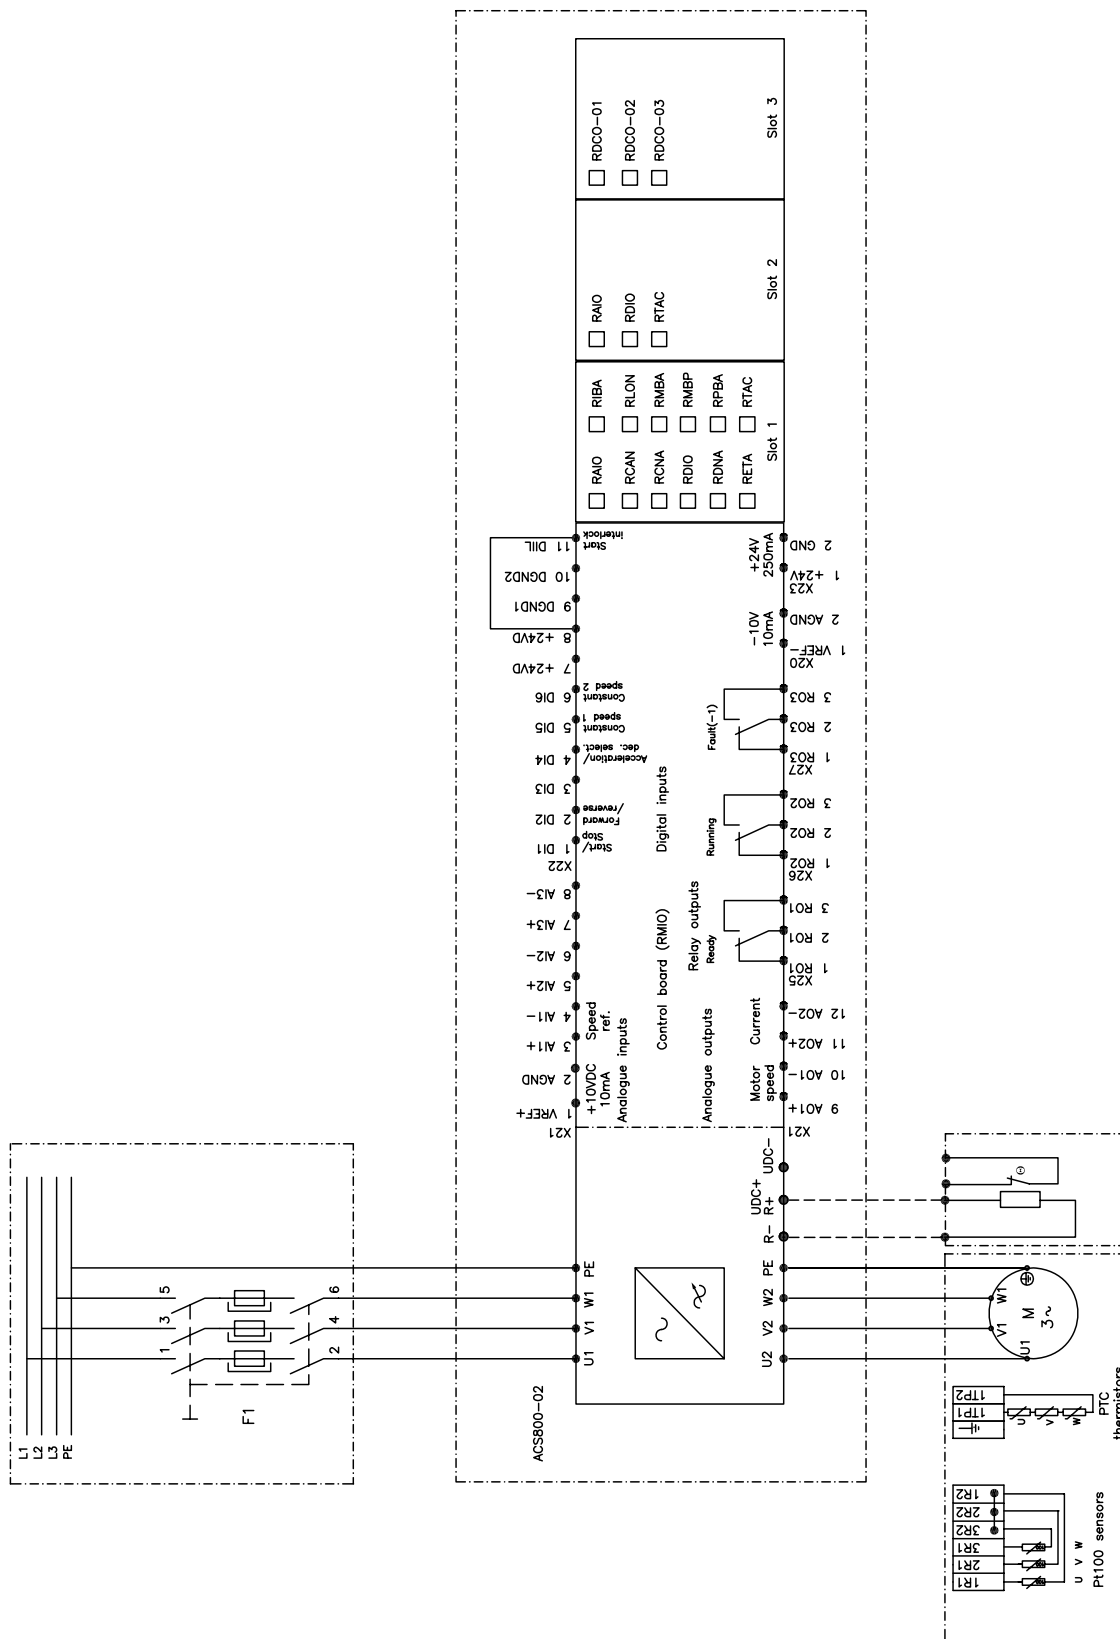 L1
L2
L3
PE
F1
1
3
5
2
4
6
ACS800-02
U1
V1
W1
PE
U2
V2
W2
PE
R-
UDC+
R+
UDC-
X21
1 VREF+
2 AGND
3 AI1+
4 AI1-
5 AI2+
6 AI2-
7 AI3+
8 AI3-
+10VDC
10mA
Speed
ref.
Analogue inputs
X22
1 DI1
2 DI2
3 DI3
4 DI4
5 DI5
6 DI6
7 +24VD
8 +24VD
9 DGND1
10 DGND2
11 DIIL
Start/
Stop
Forward
/reverse
Acceleration/
dec. select.
Constant
speed 1
Constant
speed 2
Start
interlock
Digital inputs
Control board (RMIO)
Relay outputs
Analogue outputs
Motor
speed
Current
Ready
Running
Fault(-1)
-10V
10mA
+24V
250mA
X21
9 AO1+
10 AO1-
11 AO2+
12 AO2-
X25
1 RO1
2 RO1
3 RO1
X26
1 RO2
2 RO2
3 RO2
X27
1 RO3
2 RO3
3 RO3
X20
1 VREF-
2 AGND
X23
1 +24V
2 GND
RAIO
RCAN
RCNA
RDIO
RDNA
RETA
RIBA
RLON
RMBA
RMBP
RPBA
RTAC
Slot 1
RAIO
RDIO
RTAC
Slot 2
RDCO-01
RDCO-02
RDCO-03
Slot 3
Θ
U1
V1
W1
M
3~
1TP1
1TP2
U
V
W
PTC
thermistors
1R1
2R1
3R1
3R2
2R2
1R2
U V W
Pt100 sensors